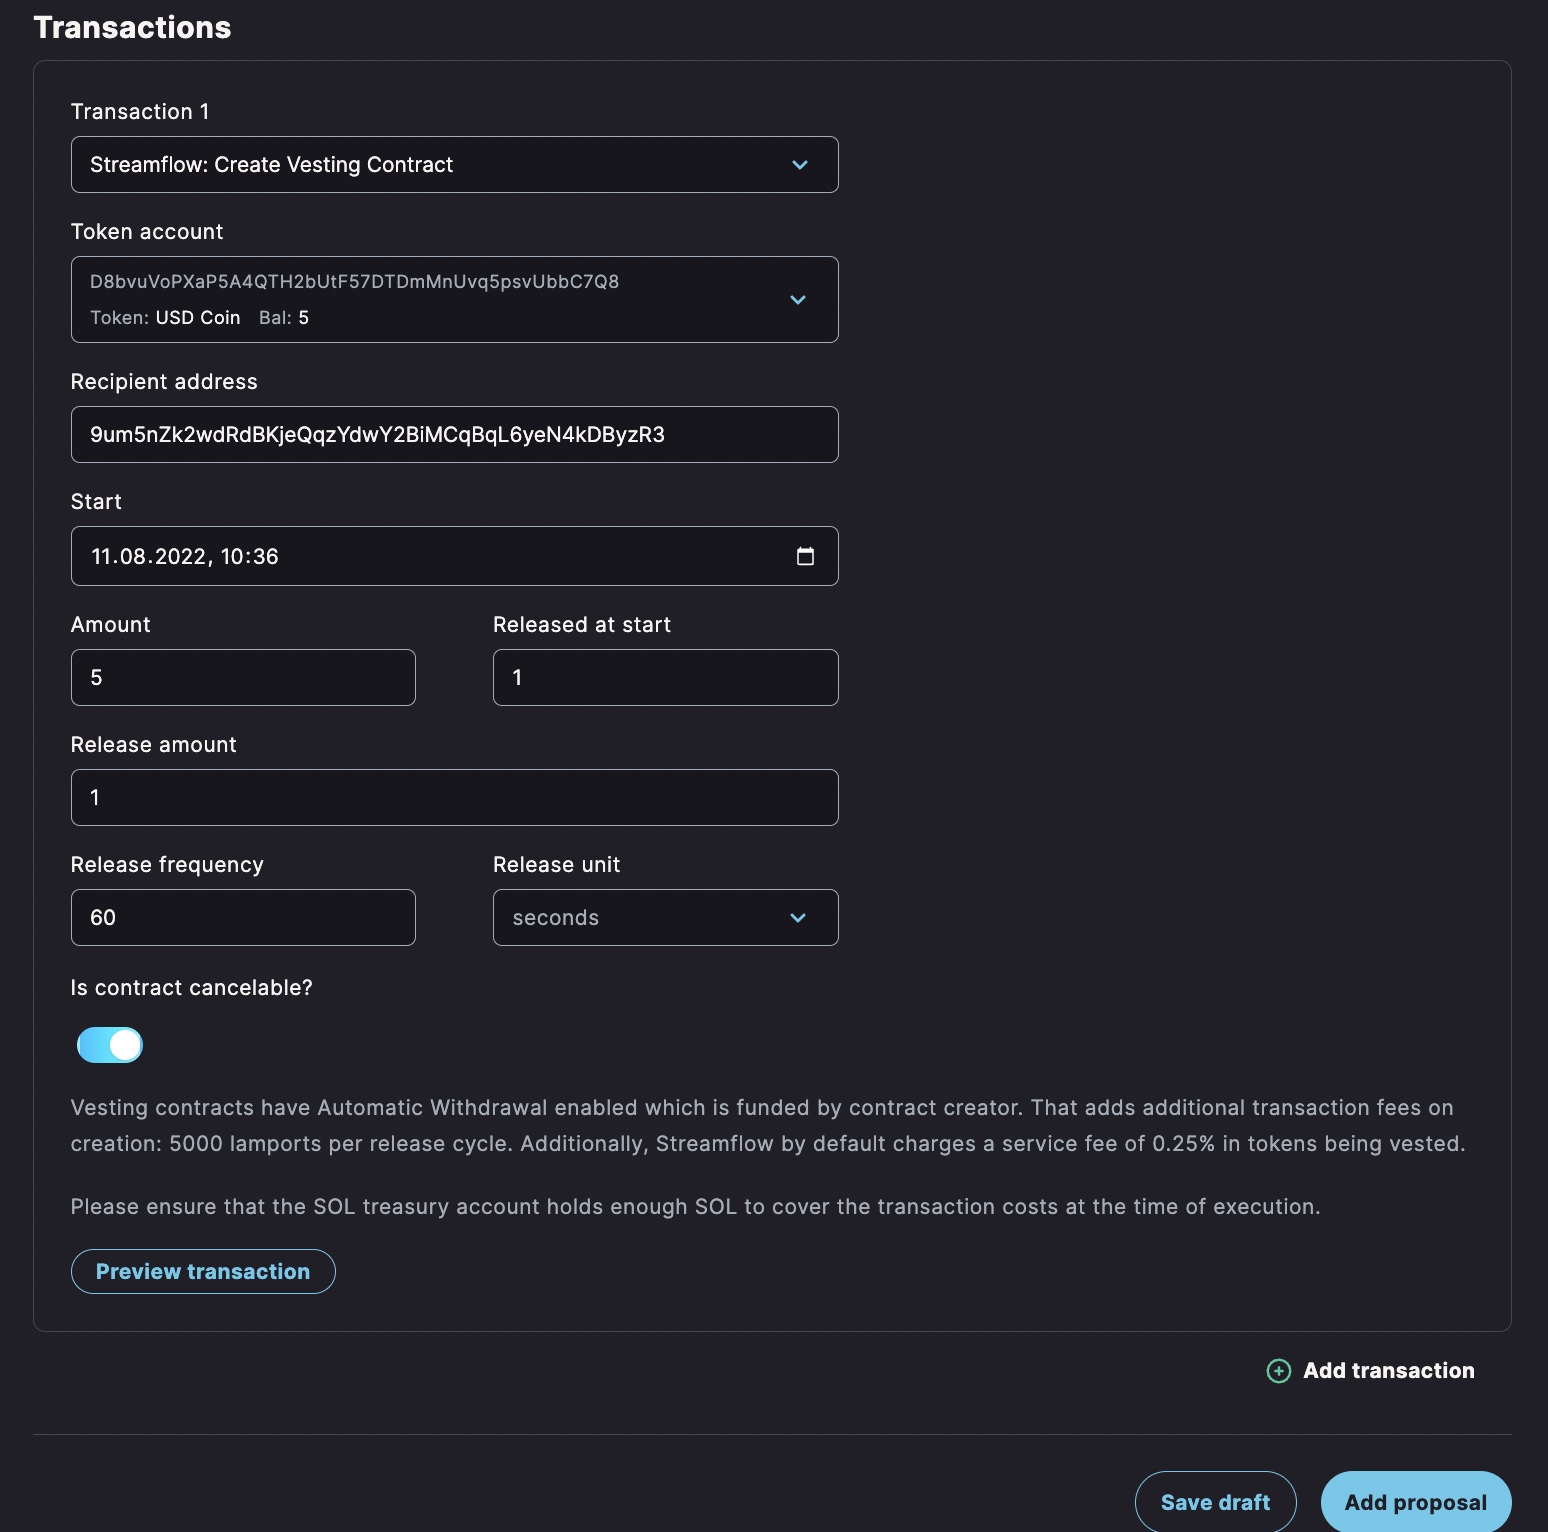 Transactions
Transaction 1
Streamflow: Create Vesting Contract
Token account
D8bvuVoPXaP5A4QTH2bUtF57DTDmMnUvq5psvUbbC7Q8
Token: USD Coin Bal: 5
Recipient address
9um5nZk2wdRdBKjeQqzYdwY2BiMCqBqL6yeN4kDByzR3
Start
11.08.2022, 10:36
Amount
Released at start
5
1
Release amount
1
Release frequency
Release unit
60
seconds
Is contract cancelable?
Vesting contracts have Automatic Withdrawal enabled which is funded by contract creator. That adds additional transaction fees on
creation: 5000 lamports per release cycle. Additionally, Streamflow by default charges a service fee of 0.25% in tokens being vested.
Please ensure that the SOL treasury account holds enough SOL to cover the transaction costs at the time of execution.
Preview transaction
Add transaction
Save draft
Add proposal